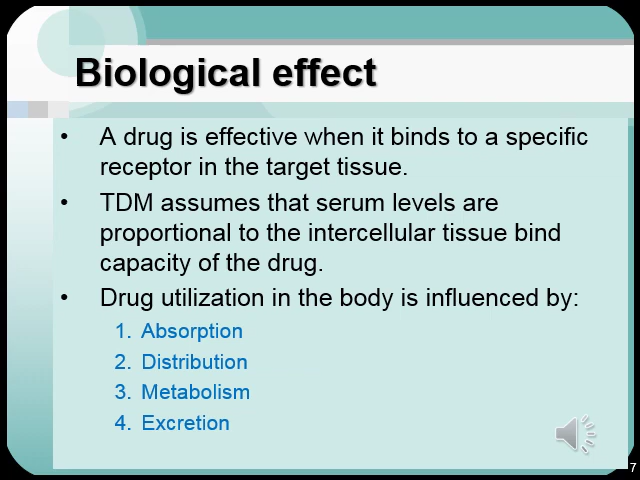 Biological effect
• A drug is effective when it binds to a specific
receptor in the target tissue.
• TDM assumes that serum levels are
proportional to the intercellular tissue bind
capacity of the drug.
• Drug utilization in the body is influenced by:
1. Absorption
2. Distribution
3. Metabolism
4. Excretion
7